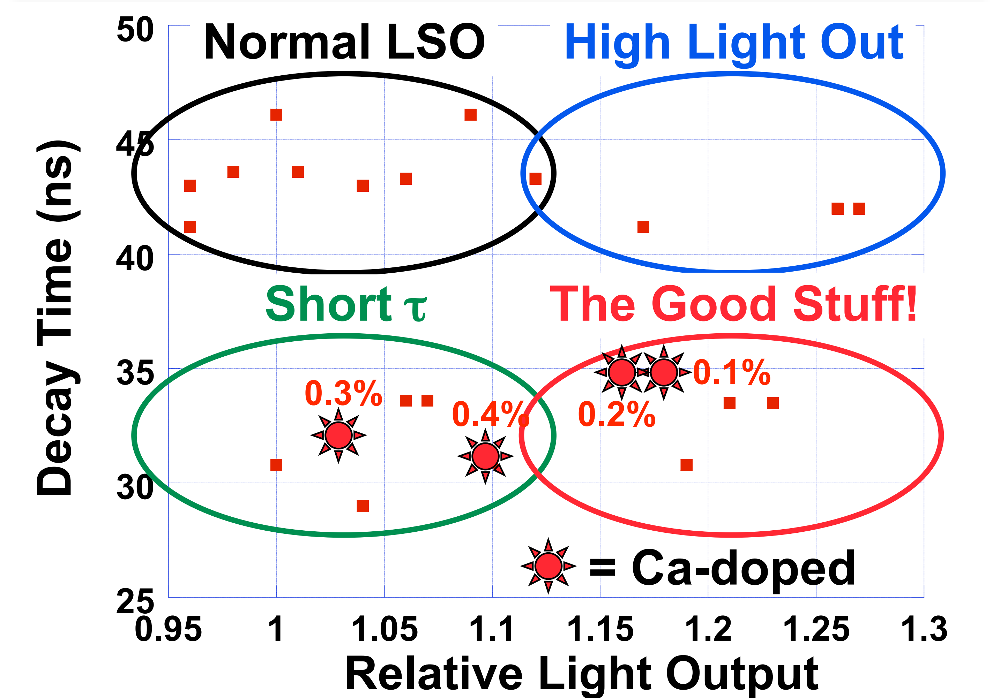 50
Normal LSO
High Light Out
45
40
Short τ
The Good Stuff!
35
0.3%
0.4%
0.2%
0.1%
30
= Ca-doped
25
0.95 1 1.05 1.1 1.15 1.2 1.25 1.3
Relative Light Output
Decay Time (ns)